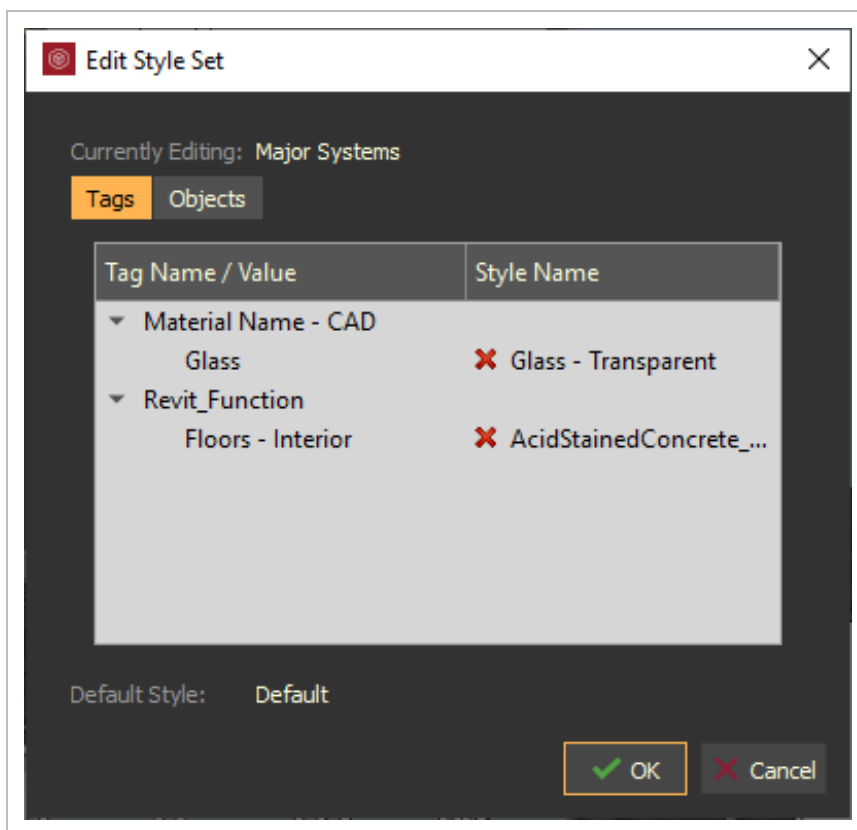 Edit Style Set
Currently Editing: Major Systems
Tags Objects
Tag Name / Value Style Name
Material Name - CAD
Glass Glass - Transparent
Revit_Function
Floors - Interior AcidStainedConcrete_...
Default Style: Default
OK Cancel